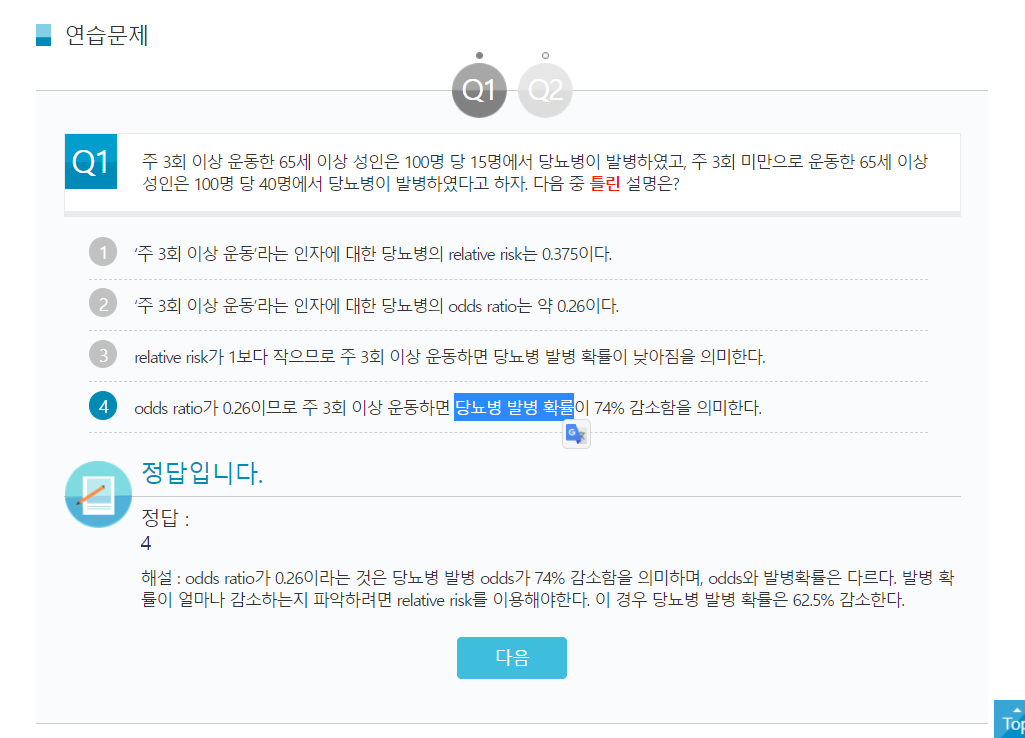 연습문제
Q1 Q2
Q1
주 3회 이상 운동한 65세 이상 성인은 100명 당 15명에서 당뇨병이 발병하였고, 주 3회 미만으로 운동한 65세 이상
성인은 100명 당 40명에서 당뇨병이 발병하였다고 하자. 다음 중 틀린 설명은?
1 ‘주 3회 이상 운동’라는 인자에 대한 당뇨병의 relative risk는 0.375이다.
2 ‘주 3회 이상 운동’라는 인자에 대한 당뇨병의 odds ratio는 약 0.26이다.
3 relative risk가 1보다 작으므로 주 3회 이상 운동하면 당뇨병 발병 확률이 낮아짐을 의미한다.
4 odds ratio가 0.26이므로 주 3회 이상 운동하면 당뇨병 발병 확률이 74% 감소함을 의미한다.
정답입니다.
정답 :
4
해설 : odds ratio가 0.26이라는 것은 당뇨병 발병 odds가 74% 감소함을 의미하며, odds와 발병확률은 다르다. 발병 확
률이 얼마나 감소하는지 파악하려면 relative risk를 이용해야한다. 이 경우 당뇨병 발병 확률은 62.5% 감소한다.
다음
Top